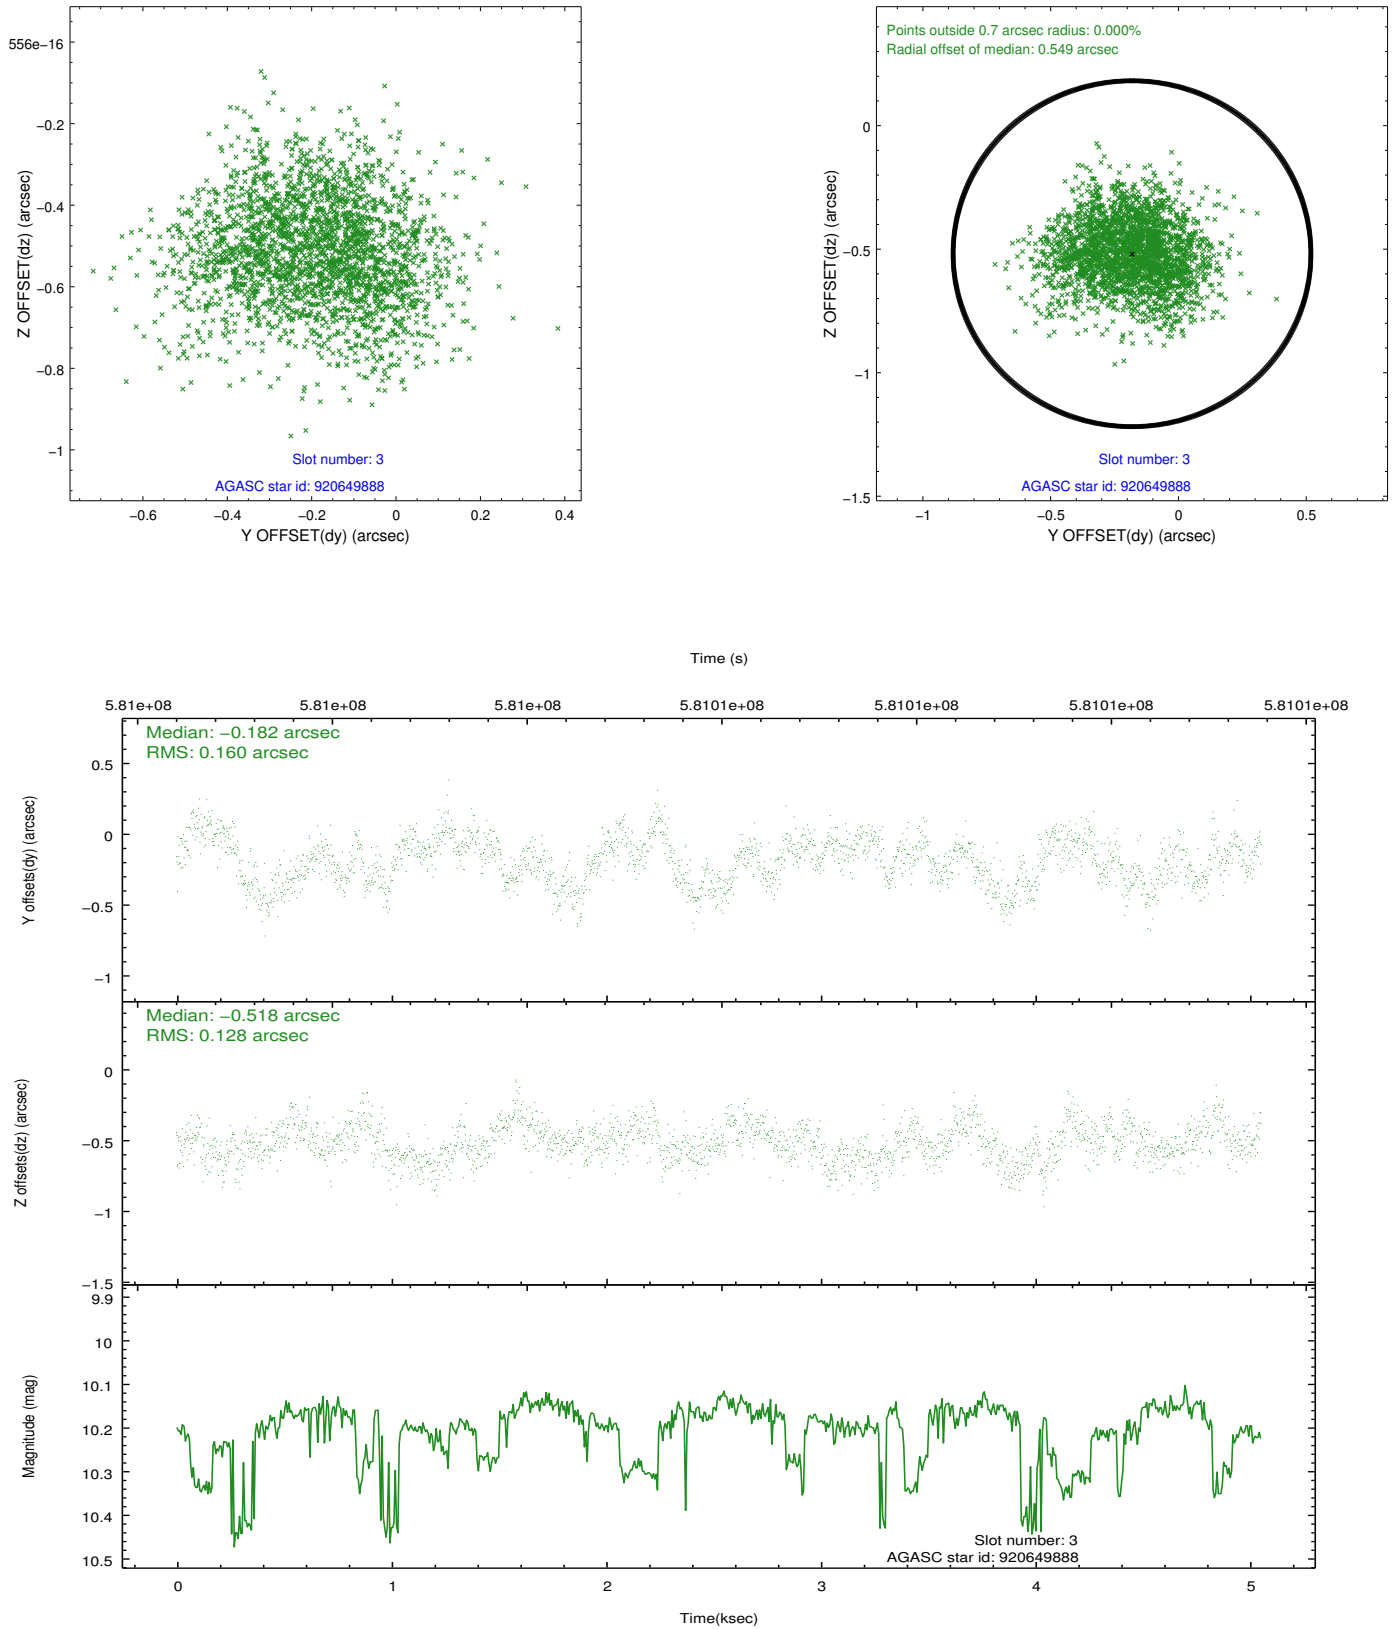 556e−16
−0.2
−0.4
−0.6
−0.8
−1
Z OFFSET(dz) (arcsec)
Slot number: 3
AGASC star id: 920649888
−0.6 −0.4 −0.2 0 0.2 0.4
Y OFFSET(dy) (arcsec)
Points outside 0.7 arcsec radius: 0.000%
Radial offset of median: 0.549 arcsec
0
−0.5
−1
−1.5
Z OFFSET(dz) (arcsec)
Slot number: 3
AGASC star id: 920649888
−1 −0.5 0 0.5
Y OFFSET(dy) (arcsec)
Time (s)
5.81e+08 5.81e+08 5.81e+08 5.8101e+08 5.8101e+08 5.8101e+08 5.8101e+08
Median: −0.182 arcsec
RMS: 0.160 arcsec
0.5
0
−0.5
−1
Y offsets(dy) (arcsec)
Median: −0.518 arcsec
RMS: 0.128 arcsec
0
−0.5
−1
−1.5
Z offsets(dz) (arcsec)
9.9
10
10.1
10.2
10.3
10.4
10.5
Magnitude (mag)
Slot number: 3
AGASC star id: 920649888
0 1 2 3 4 5
Time(ksec)